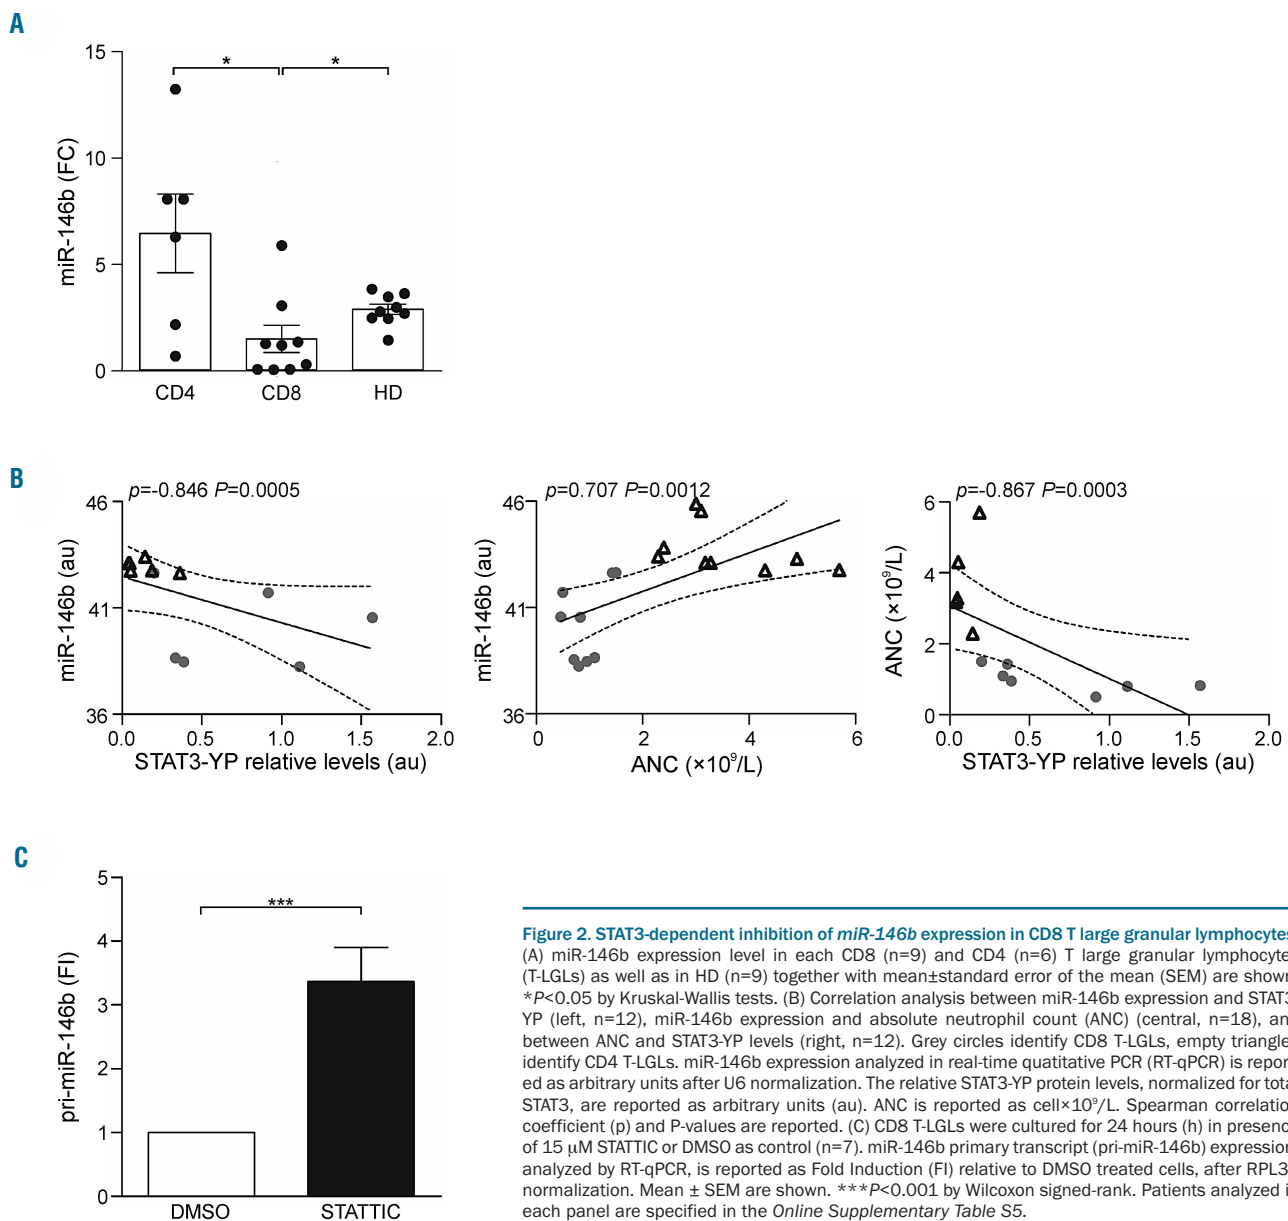 A
15
10
5
0
miR-146b (FC)
*
*
CD4
CD8
HD
B
p=-0.846 P=0.0005
46
41
36
miR-146b (au)
0.0
0.5
1.0
1.5
2.0
STAT3-YP relative levels (au)
p=0.707 P=0.0012
46
41
36
miR-146b (au)
0
2
4
6
ANC (×10⁹/L)
p=-0.867 P=0.0003
6
4
2
0
ANC (×10⁹/L)
0.0
0.5
1.0
1.5
2.0
STAT3-YP relative levels (au)
C
5
4
3
2
1
0
pri-miR-146b (FI)
***
DMSO
STATTIC
Figure 2. STAT3-dependent inhibition of miR-146b expression in CD8 T large granular lymphocytes
(A) miR-146b expression level in each CD8 (n=9) and CD4 (n=6) T large granular lymphocyte
(T-LGLs) as well as in HD (n=9) together with mean±standard error of the mean (SEM) are shown
*P<0.05 by Kruskal-Wallis tests. (B) Correlation analysis between miR-146b expression and STAT3
YP (left, n=12), miR-146b expression and absolute neutrophil count (ANC) (central, n=18), an
between ANC and STAT3-YP levels (right, n=12). Grey circles identify CD8 T-LGLs, empty triangle
identify CD4 T-LGLs. miR-146b expression analyzed in real-time quatitative PCR (RT-qPCR) is repor
ed as arbitrary units after U6 normalization. The relative STAT3-YP protein levels, normalized for tota
STAT3, are reported as arbitrary units (au). ANC is reported as cell×10⁹/L. Spearman correlatio
coefficient (p) and P-values are reported. (C) CD8 T-LGLs were cultured for 24 hours (h) in presenc
of 15 µM STATTIC or DMSO as control (n=7). miR-146b primary transcript (pri-miR-146b) expression
analyzed by RT-qPCR, is reported as Fold Induction (FI) relative to DMSO treated cells, after RPL3
normalization. Mean ± SEM are shown. ***P<0.001 by Wilcoxon signed-rank. Patients analyzed i
each panel are specified in the Online Supplementary Table S5.